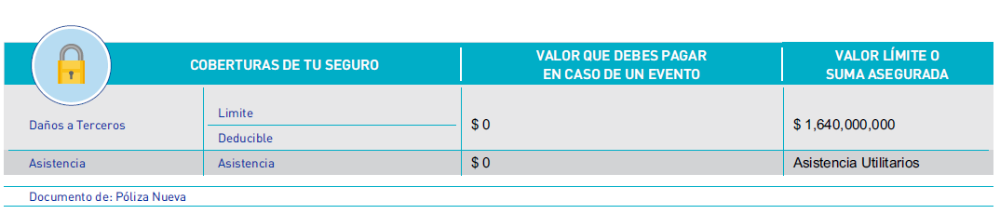 COBERTURAS DE TU SEGURO
VALOR QUE DEBES PAGAR
EN CASO DE UN EVENTO
VALOR LÍMITE O
SUMA ASEGURADA
Daños a Terceros
Limite
Deducible
$ 0
$ 1,640,000,000
Asistencia
Asistencia
$ 0
Asistencia Utilitarios
Documento de: Póliza Nueva